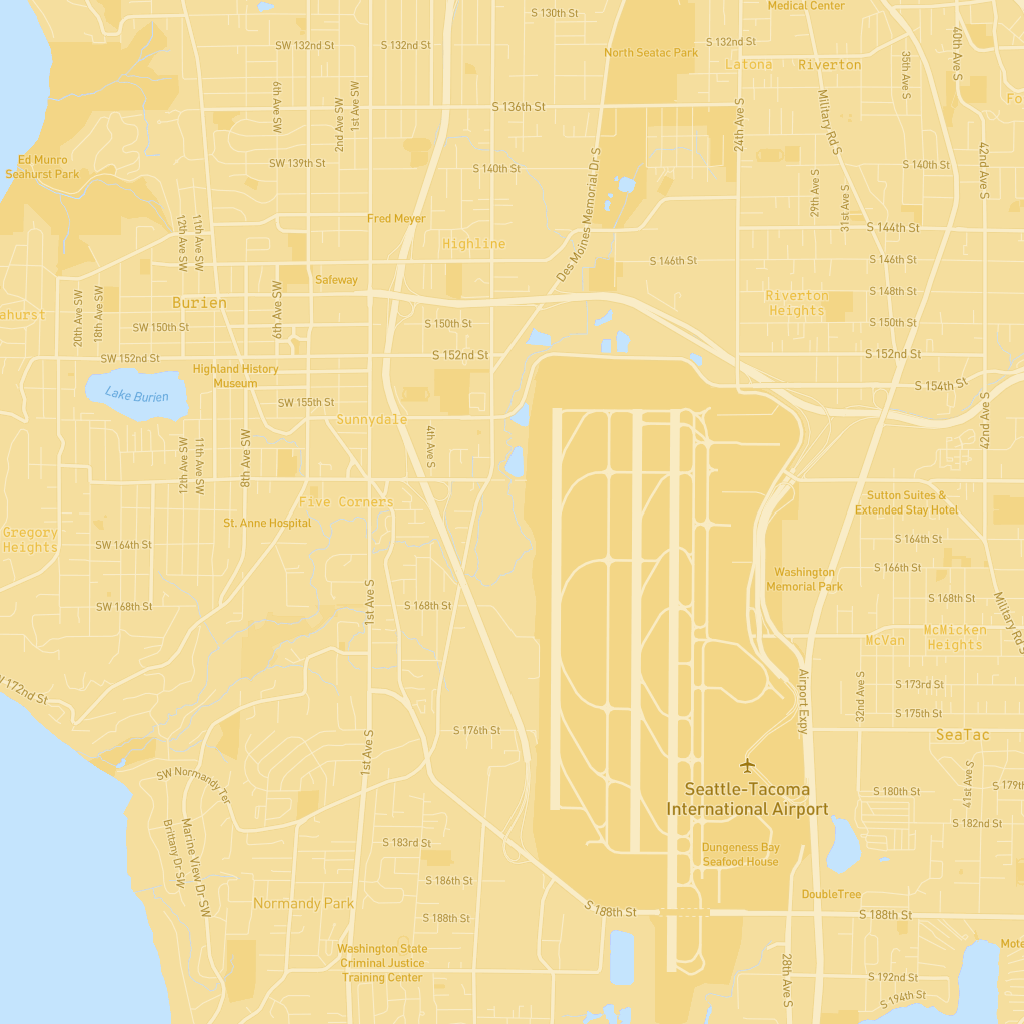 Medical Center
S 130th St
SW 132nd St
S 132nd St
S 132nd St
40th Ave S
North Seatac Park
Latona
Riverton
35th Ave S
6th Ave SW
2nd Ave SW
1st Ave SW
S 136th St
24th Ave S
Military Rd S
Fo
Ed Munro
Seahurst Park
SW 139th St
S 140th St
S 140th St
42nd Ave S
29th Ave S
31st Ave S
12th Ave SW
11th Ave SW
Fred Meyer
Highline
Des Moines Memorial Dr S
S 144th St
S 146th St
S 146th St
Safeway
S 148th St
ahurst
20th Ave SW
18th Ave SW
Burien
6th Ave SW
Riverton
Heights
SW 150th St
S 150th St
S 150th St
SW 152nd St
S 152nd St
S 152nd St
Highland History
Museum
S 154th St
Lake Burien
SW 155th St
Sunnydale
42nd Ave S
12th Ave SW
11th Ave SW
8th Ave SW
4th Ave S
Five Corners
Sutton Suites &
Extended Stay Hotel
St. Anne Hospital
Gregory
Heights
SW 164th St
S 164th St
S 166th St
Washington
Memorial Park
SW 168th St
1st Ave S
S 168th St
S 168th St
Military Rd S
McVan
McMicken
Heights
W 172nd St
Airport Expy
32nd Ave S
S 173rd St
S 175th St
S 176th St
SeaTac
1st Ave S
SW Normandy Ter
Seattle-Tacoma
International Airport
41st Ave S
S 179th
S 180th St
S 182nd St
Brittany Dr SW
Marine View Dr SW
S 183rd St
Dungeness Bay
Seafood House
S 186th St
DoubleTree
Normandy Park
S 188th St
S 188th St
S 188th St
Washington State
Criminal Justice
Training Center
Mote
28th Ave S
S 192nd St
S 194th St